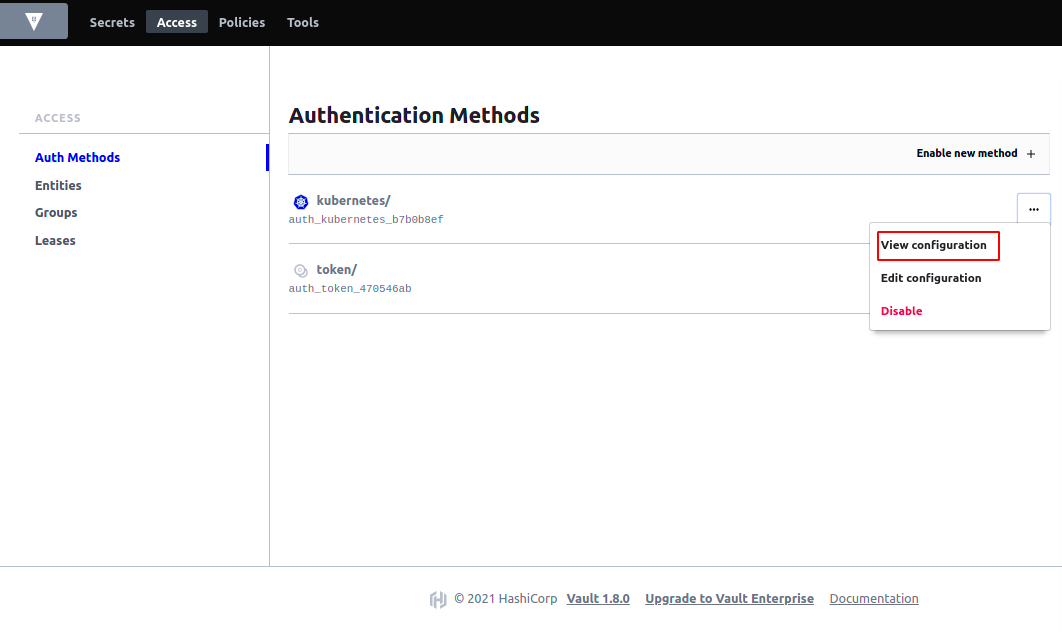 Secrets Access Policies Tools
ACCESS
Auth Methods
Entities
Groups
Leases
Authentication Methods
Enable new method +
kubernetes/
auth_kubernetes_b7b0b8ef
...
View configuration
Edit configuration
Disable
token/
auth_token_470546ab
© 2021 HashiCorp Vault 1.8.0 Upgrade to Vault Enterprise Documentation